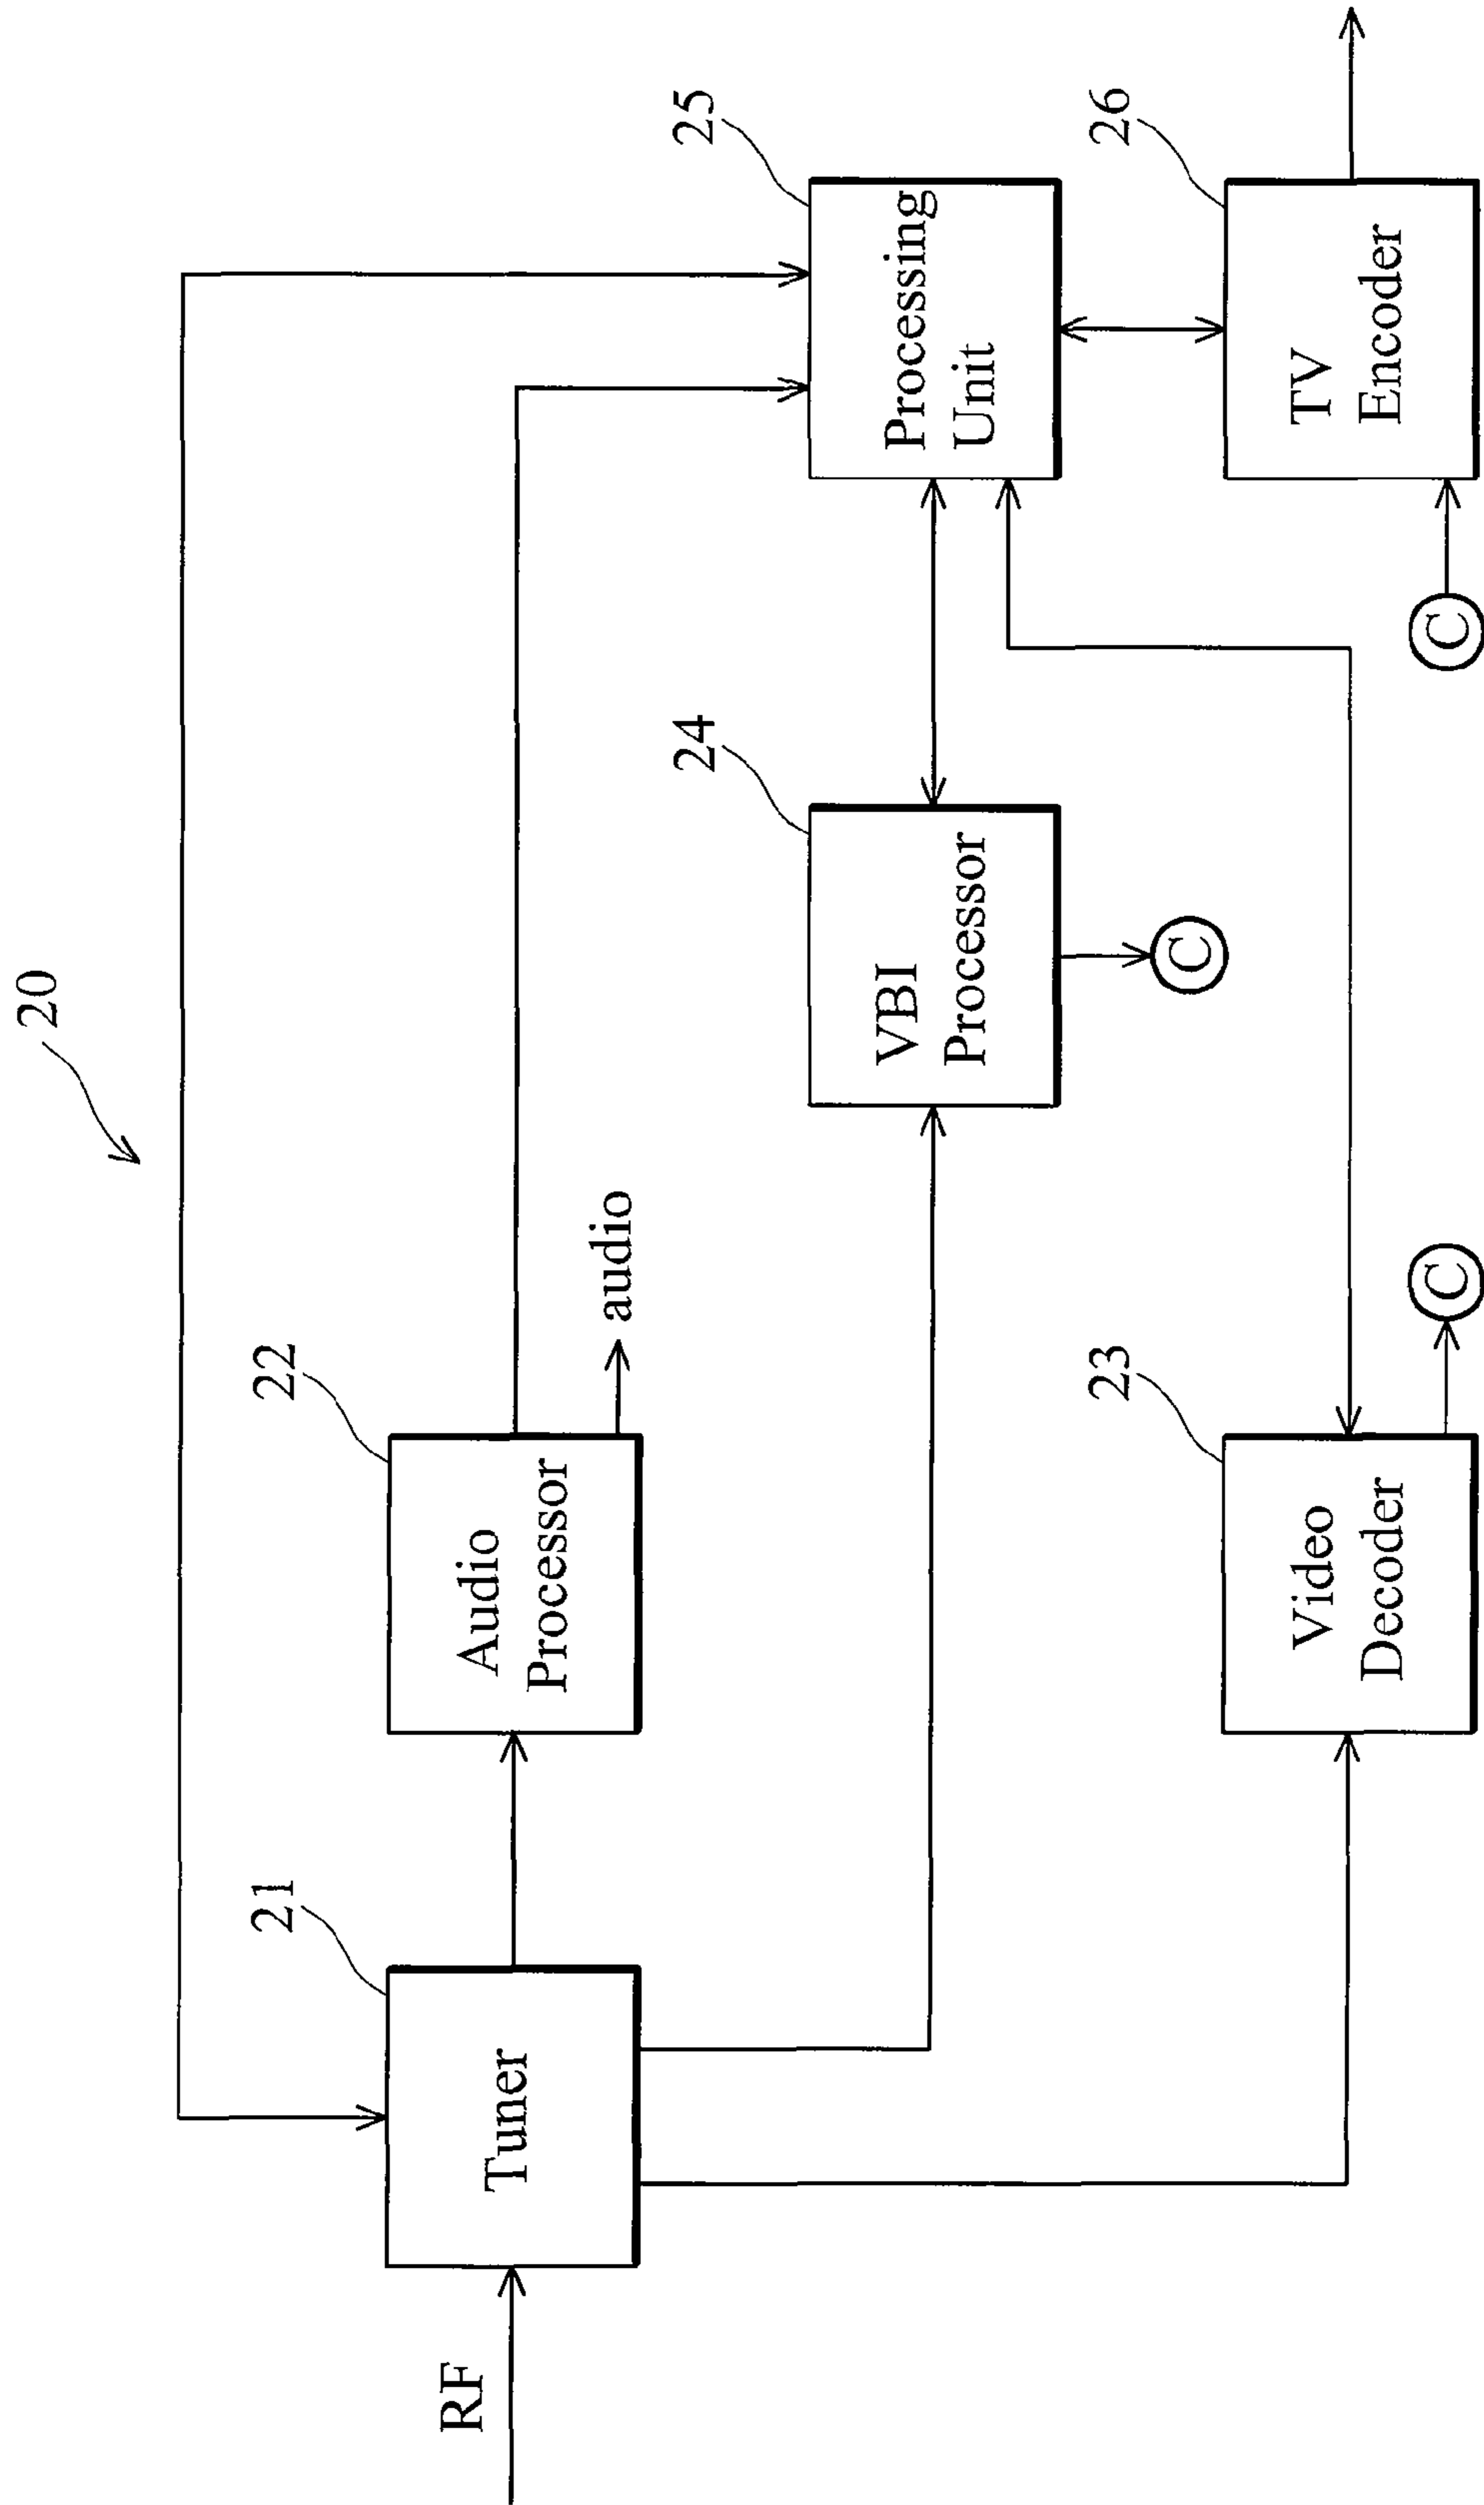 20
RF
21
Tuner
22
Audio
Processor
audio
24
VBI
Processor
C
25
Processing
Unit
23
Video
Decoder
C
C
26
TV
Encoder